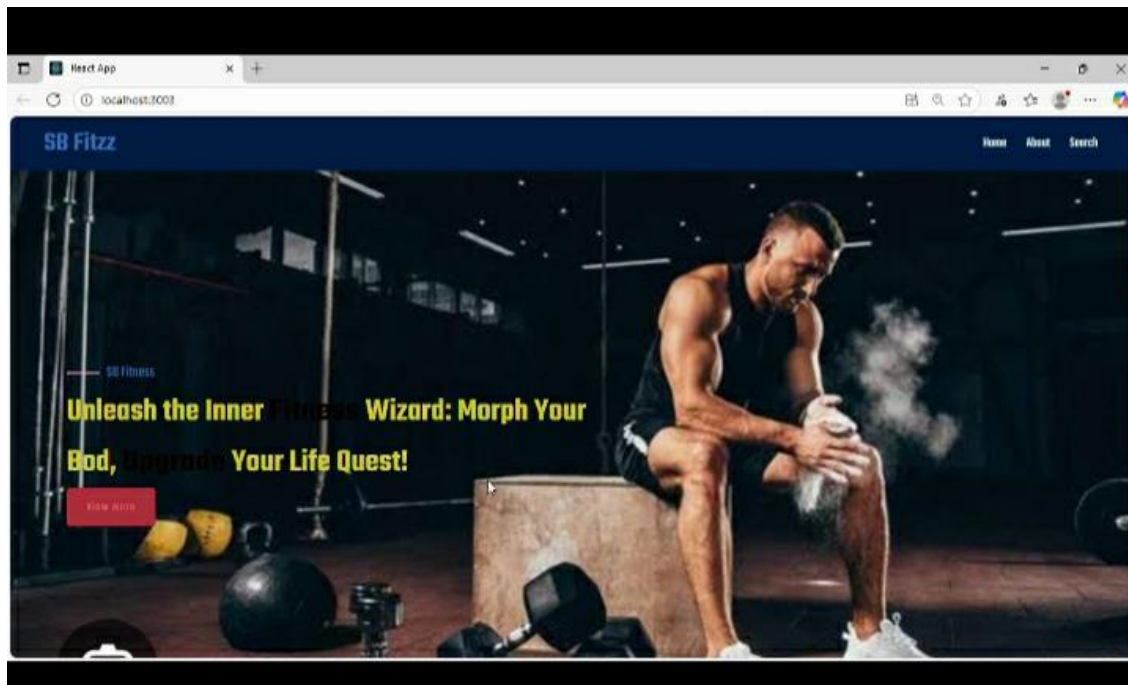 React App
localhost:3003
SB Fitzz
Home About Search
SB Fitness
Unleash the Inner Fitness Wizard: Morph Your
Bod, Upgrade Your Life Quest!
VIEW MORE